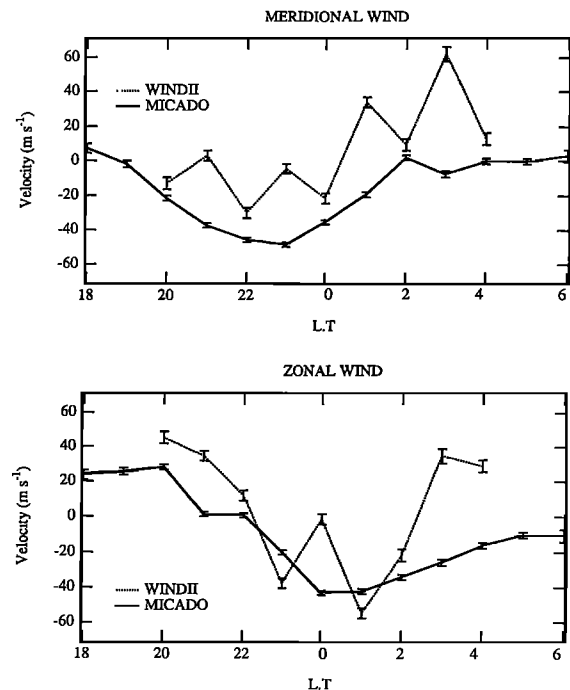 MERIDIONAL WIND
60
40
20
0
-20
-40
-60
Velocity (m s-1)
WINDII
MICADO
18 20 22 0 2 4 6
L.T
ZONAL WIND
60
40
20
0
-20
-40
-60
Velocity (m s-1)
WINDII
MICADO
18 20 22 0 2 4 6
L.T